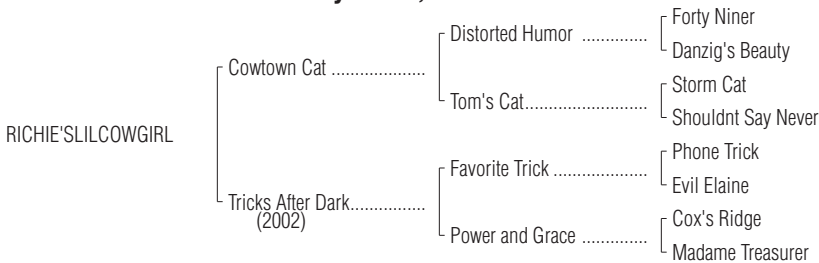 Forty Niner
Distorted Humor ..............
Danzig's Beauty
Cowtown Cat ....................
Storm Cat
Tom's Cat..........................
Shouldnt Say Never
RICHIE'SLILCOWGIRL
Phone Trick
Favorite Trick ....................
Evil Elaine
Tricks After Dark................
(2002)
Cox's Ridge
Power and Grace ..............
Madame Treasurer